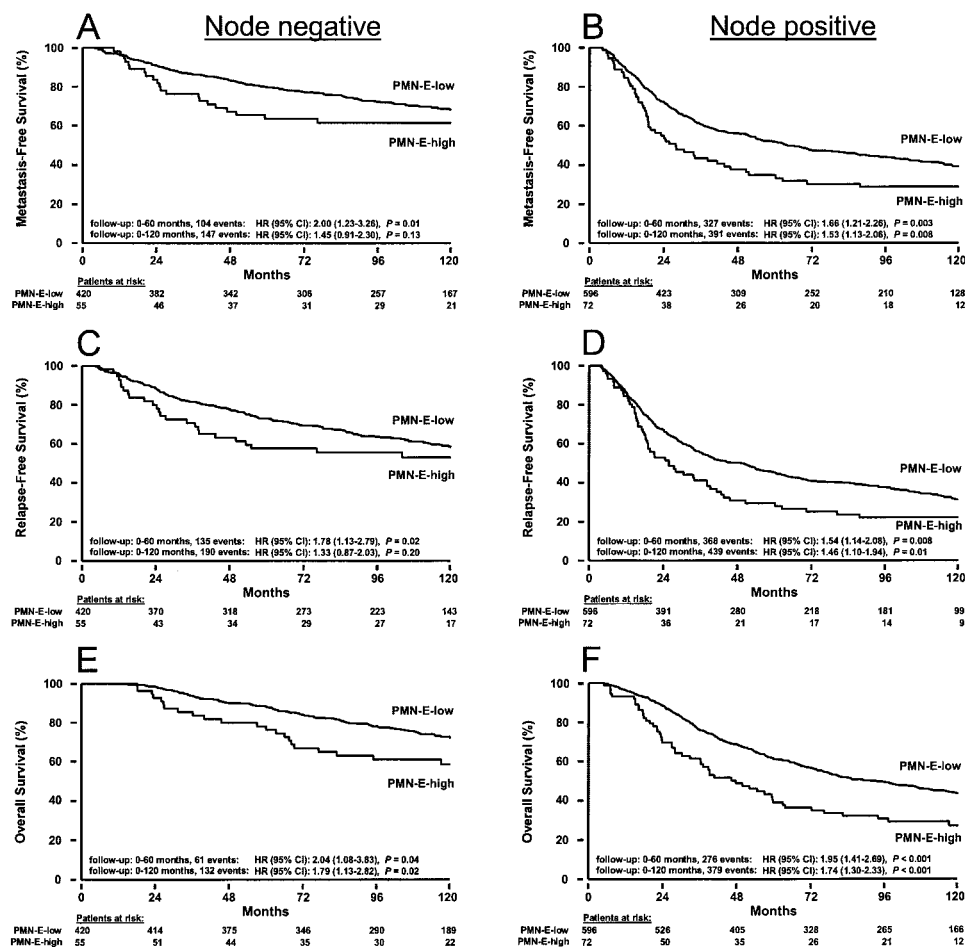 A
Node negative
Metastasis-Free Survival (%)
100
80
60
40
20
0
PMN-E-low
PMN-E-high
follow-up: 0-60 months, 104 events: HR (95% CI): 2.00 (1.23-3.26), P = 0.01
follow-up: 0-120 months, 147 events: HR (95% CI): 1.45 (0.91-2.30), P = 0.13
0 24 48 72 96 120
Months
Patients at risk:
PMN-E-low 420 382 342 306 257 167
PMN-E-high 55 46 37 31 29 21
B
Node positive
Metastasis-Free Survival (%)
100
80
60
40
20
0
PMN-E-low
PMN-E-high
follow-up: 0-60 months, 327 events: HR (95% CI): 1.66 (1.21-2.26), P = 0.003
follow-up: 0-120 months, 391 events: HR (95% CI): 1.53 (1.13-2.06), P = 0.008
0 24 48 72 96 120
Months
Patients at risk:
PMN-E-low 596 423 309 252 210 128
PMN-E-high 72 38 26 20 18 12
C
Relapse-Free Survival (%)
100
80
60
40
20
0
PMN-E-low
PMN-E-high
follow-up: 0-60 months, 135 events: HR (95% CI): 1.78 (1.13-2.79), P = 0.02
follow-up: 0-120 months, 190 events: HR (95% CI): 1.33 (0.87-2.03), P = 0.20
0 24 48 72 96 120
Months
Patients at risk:
PMN-E-low 420 370 318 273 223 143
PMN-E-high 55 43 34 29 27 17
D
Relapse-Free Survival (%)
100
80
60
40
20
0
PMN-E-low
PMN-E-high
follow-up: 0-60 months, 368 events: HR (95% CI): 1.54 (1.14-2.08), P = 0.008
follow-up: 0-120 months, 439 events: HR (95% CI): 1.46 (1.10-1.94), P = 0.01
0 24 48 72 96 120
Months
Patients at risk:
PMN-E-low 596 391 280 218 181 99
PMN-E-high 72 36 21 17 14 9
E
Overall Survival (%)
100
80
60
40
20
0
PMN-E-low
PMN-E-high
follow-up: 0-60 months, 61 events: HR (95% CI): 2.04 (1.08-3.83), P = 0.04
follow-up: 0-120 months, 132 events: HR (95% CI): 1.79 (1.13-2.82), P = 0.02
0 24 48 72 96 120
Months
Patients at risk:
PMN-E-low 420 414 375 346 290 189
PMN-E-high 55 51 44 35 30 22
F
Overall Survival (%)
100
80
60
40
20
0
PMN-E-low
PMN-E-high
follow-up: 0-60 months, 276 events: HR (95% CI): 1.95 (1.41-2.69), P < 0.001
follow-up: 0-120 months, 379 events: HR (95% CI): 1.74 (1.30-2.33), P < 0.001
0 24 48 72 96 120
Months
Patients at risk:
PMN-E-low 596 526 405 328 265 166
PMN-E-high 72 50 35 26 21 12